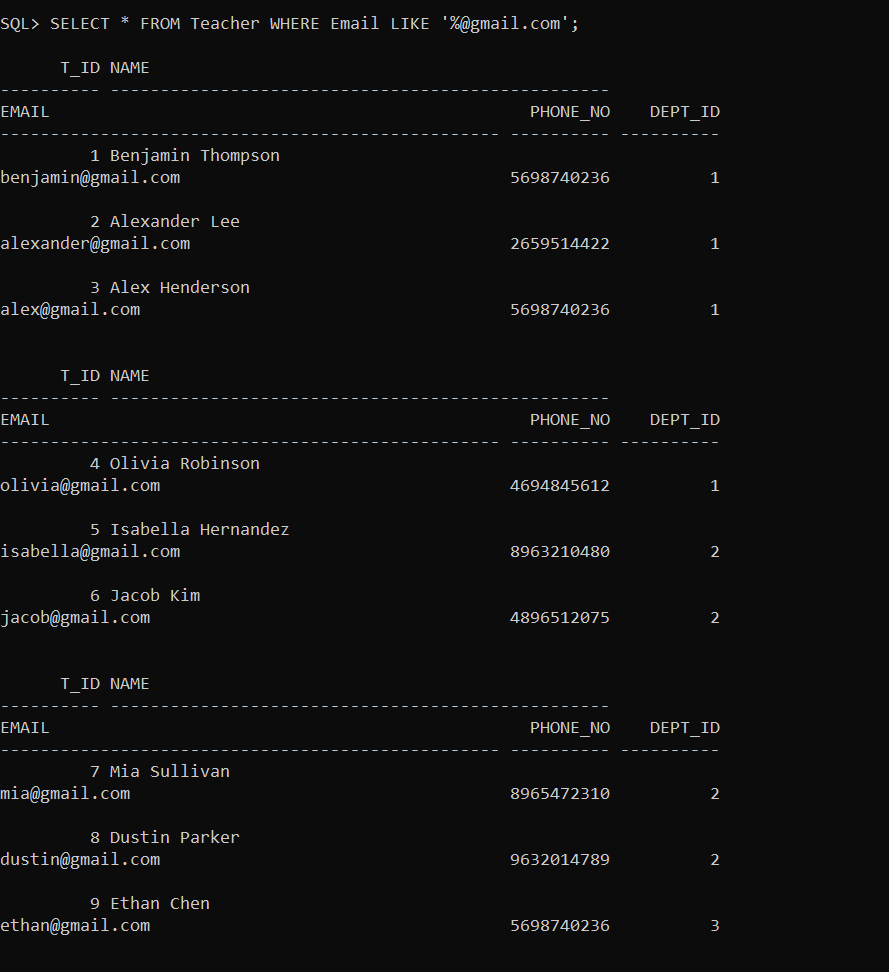 SQL> SELECT * FROM Teacher WHERE Email LIKE '%@gmail.com';
      T_ID NAME
---------- --------------------------------------------------
EMAIL                                                PHONE_NO    DEPT_ID
-------------------------------------------------- ---------- ----------
         1 Benjamin Thompson
benjamin@gmail.com                                 5698740236          1
         2 Alexander Lee
alexander@gmail.com                                2659514422          1
         3 Alex Henderson
alex@gmail.com                                     5698740236          1
      T_ID NAME
---------- --------------------------------------------------
EMAIL                                                PHONE_NO    DEPT_ID
-------------------------------------------------- ---------- ----------
         4 Olivia Robinson
olivia@gmail.com                                   4694845612          1
         5 Isabella Hernandez
isabella@gmail.com                                 8963210480          2
         6 Jacob Kim
jacob@gmail.com                                    4896512075          2
      T_ID NAME
---------- --------------------------------------------------
EMAIL                                                PHONE_NO    DEPT_ID
-------------------------------------------------- ---------- ----------
         7 Mia Sullivan
mia@gmail.com                                      8965472310          2
         8 Dustin Parker
dustin@gmail.com                                   9632014789          2
         9 Ethan Chen
ethan@gmail.com                                    5698740236          3